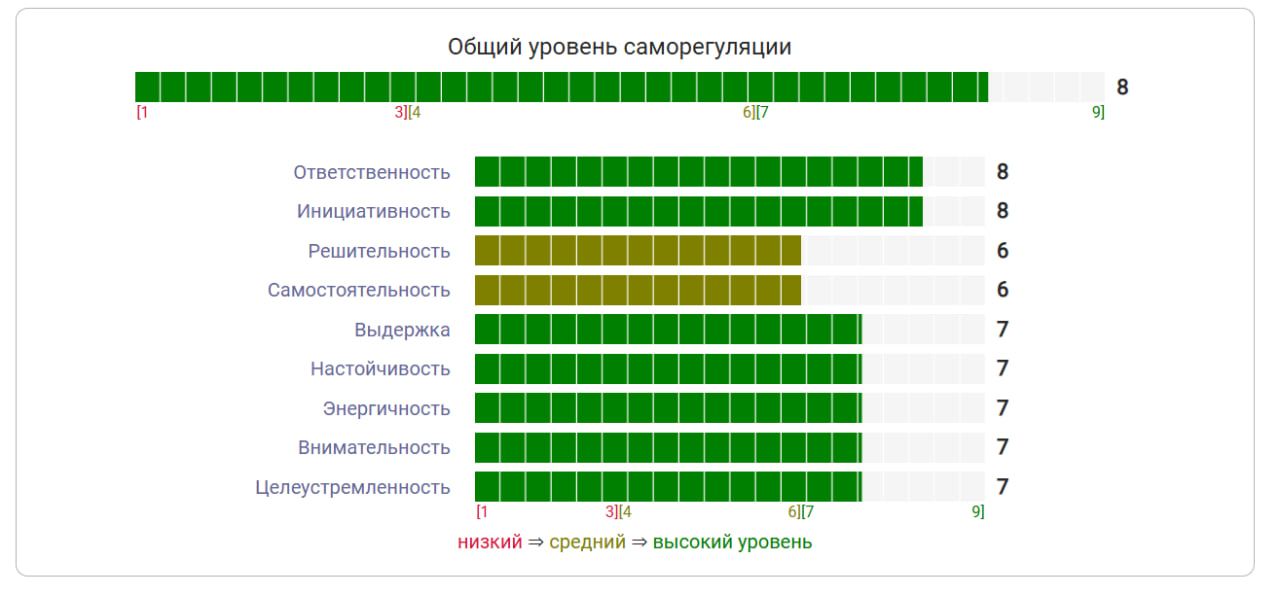 Общий уровень саморегуляции
8
[1 3][4 6][7 9]
Ответственность 8
Инициативность 8
Решительность 6
Самостоятельность 6
Выдержка 7
Настойчивость 7
Энергичность 7
Внимательность 7
Целеустремленность 7
[1 3][4 6][7 9]
низкий ⇒ средний ⇒ высокий уровень